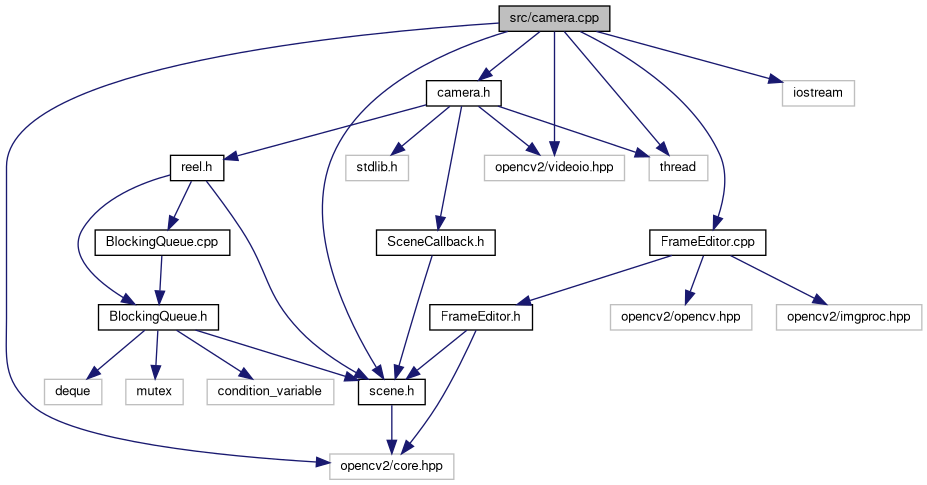 src/camera.cpp
camera.h
iostream
reel.h
stdlib.h
opencv2/videoio.hpp
thread
BlockingQueue.cpp
SceneCallback.h
FrameEditor.cpp
BlockingQueue.h
FrameEditor.h
opencv2/opencv.hpp
opencv2/imgproc.hpp
deque
mutex
condition_variable
scene.h
opencv2/core.hpp